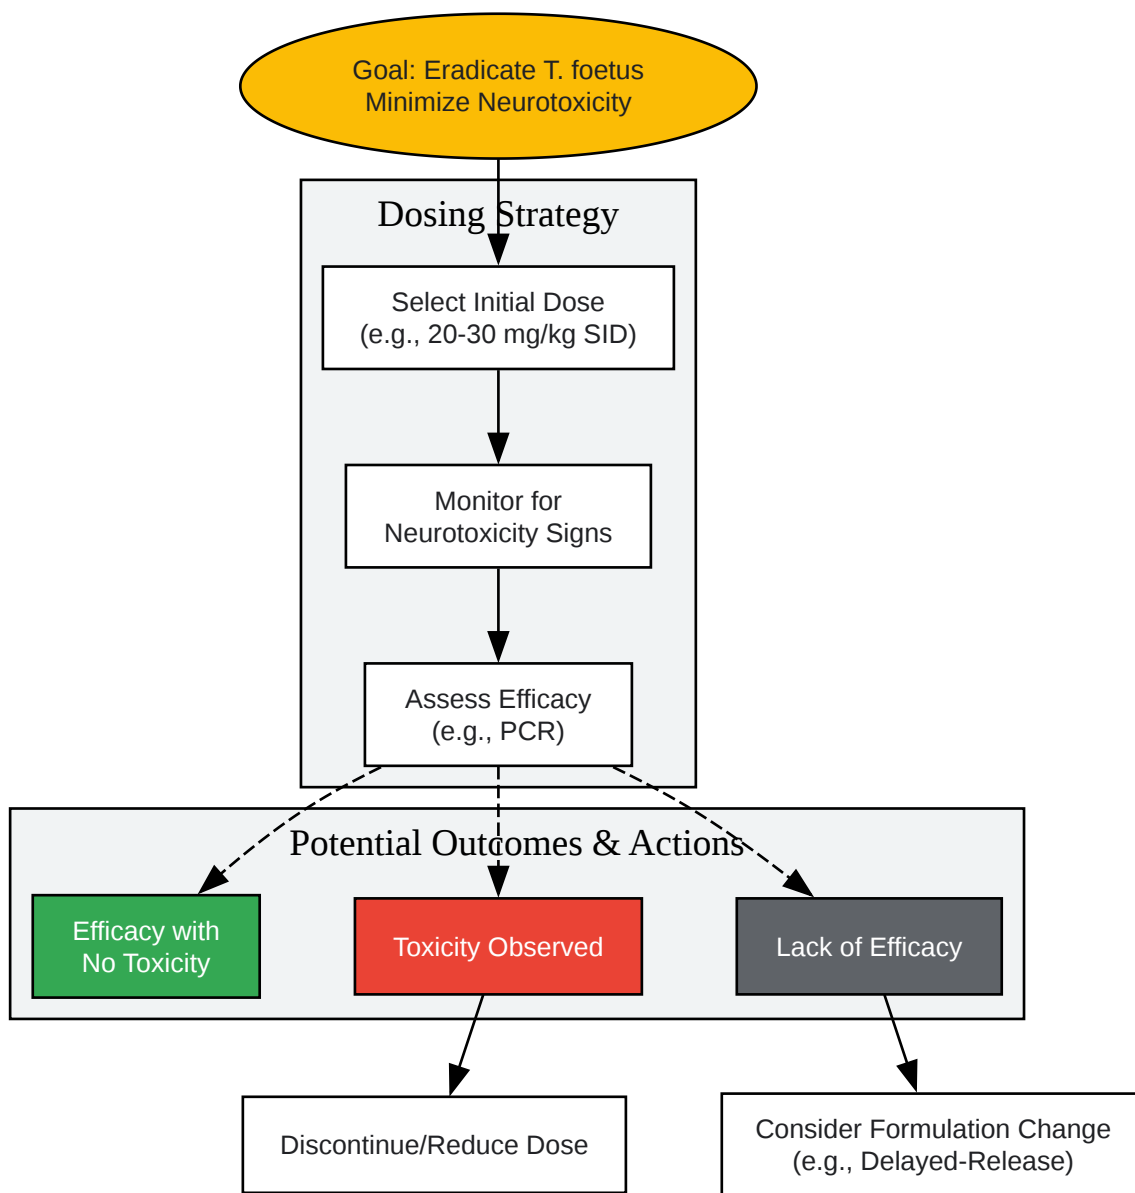 Goal: Eradicate T. foetus
Minimize Neurotoxicity
Dosing Strategy
Select Initial Dose
(e.g., 20-30 mg/kg SID)
Monitor for
Neurotoxicity Signs
Assess Efficacy
(e.g., PCR)
Potential Outcomes & Actions
Efficacy with
No Toxicity
Toxicity Observed
Lack of Efficacy
Discontinue/Reduce Dose
Consider Formulation Change
(e.g., Delayed-Release)